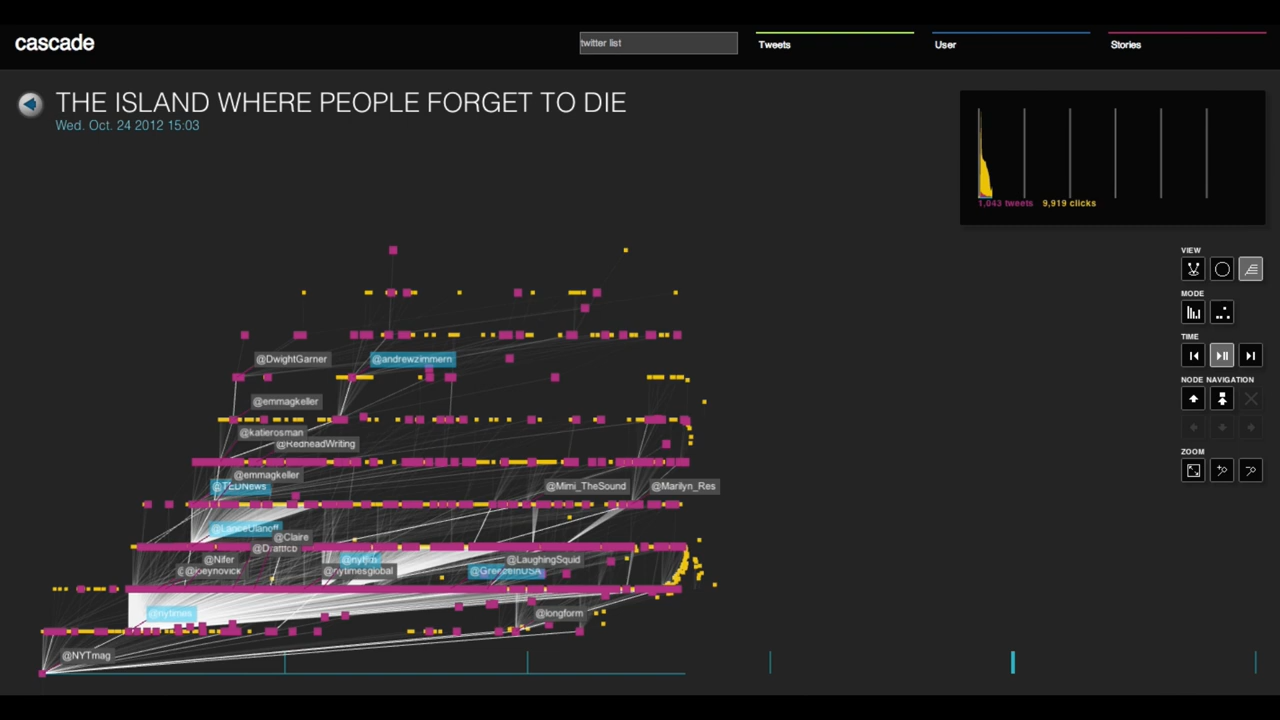 cascade
twitter list
Tweets
User
Stories
THE ISLAND WHERE PEOPLE FORGET TO DIE
Wed. Oct. 24 2012 15:03
1,043 tweets 9,919 clicks
VIEW
MODE
TIME
NODE NAVIGATION
ZOOM
@DwightGarner
@andrewzimmern
@emmagkeller
@katierosman
@RedheadWriting
@emmagkeller
@TEDNews
@Mimi_TheSound
@Marilyn_Res
@LanceUlanoff
@Claire
@Nifer
@nytimesglobal
@LaughingSquid
@joeynovick
@GreeceInUSA
@nytimes
@longform
@NYTmag